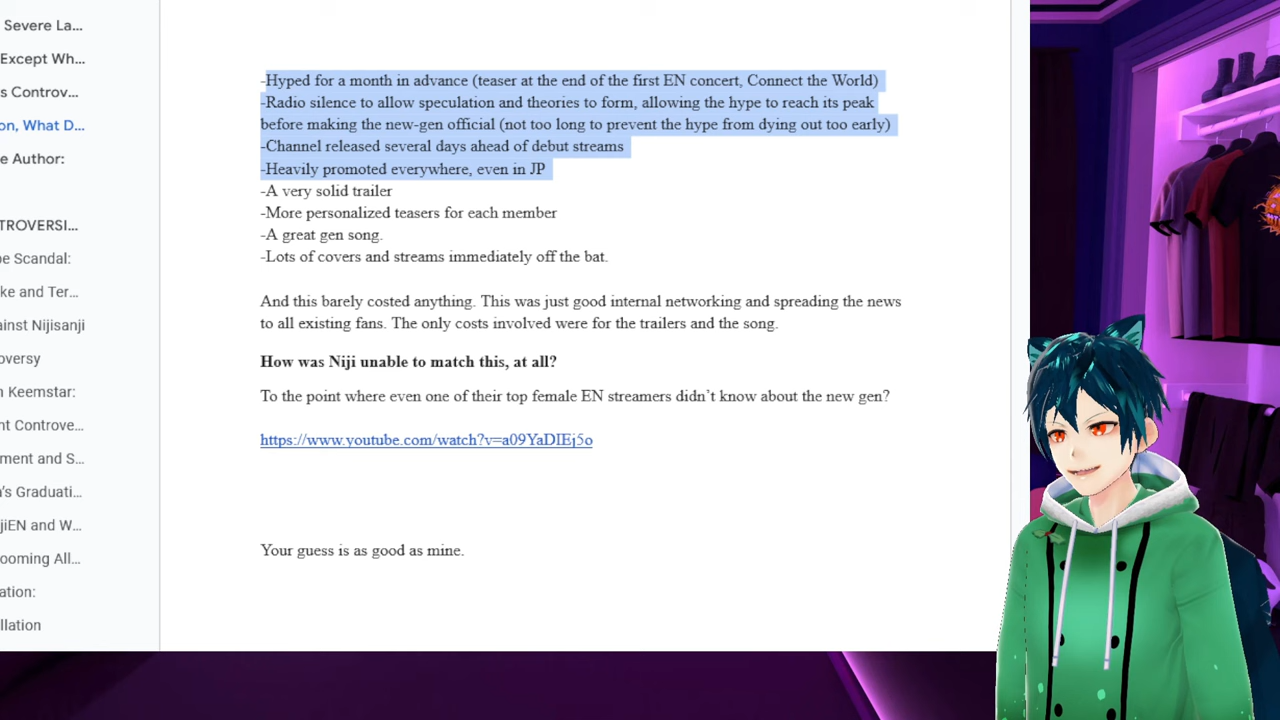 Severe La...
Except Wh...
s Controv...
on, What D...
e Author:
TROVERSI...
pe Scandal:
ke and Ter...
ainst Nijisanji
oversy
n Keemstar:
nt Controve...
ment and S...
a's Graduati...
ijiEN and W...
ooming All...
ation:
llation
-Hyped for a month in advance (teaser at the end of the first EN concert, Connect the World)
-Radio silence to allow speculation and theories to form, allowing the hype to reach its peak
before making the new-gen official (not too long to prevent the hype from dying out too early)
-Channel released several days ahead of debut streams
-Heavily promoted everywhere, even in JP
-A very solid trailer
-More personalized teasers for each member
-A great gen song.
-Lots of covers and streams immediately off the bat.
And this barely costed anything. This was just good internal networking and spreading the news
to all existing fans. The only costs involved were for the trailers and the song.
How was Niji unable to match this, at all?
To the point where even one of their top female EN streamers didn't know about the new gen?
https://www.youtube.com/watch?v=a09YaDIEj5o
Your guess is as good as mine.